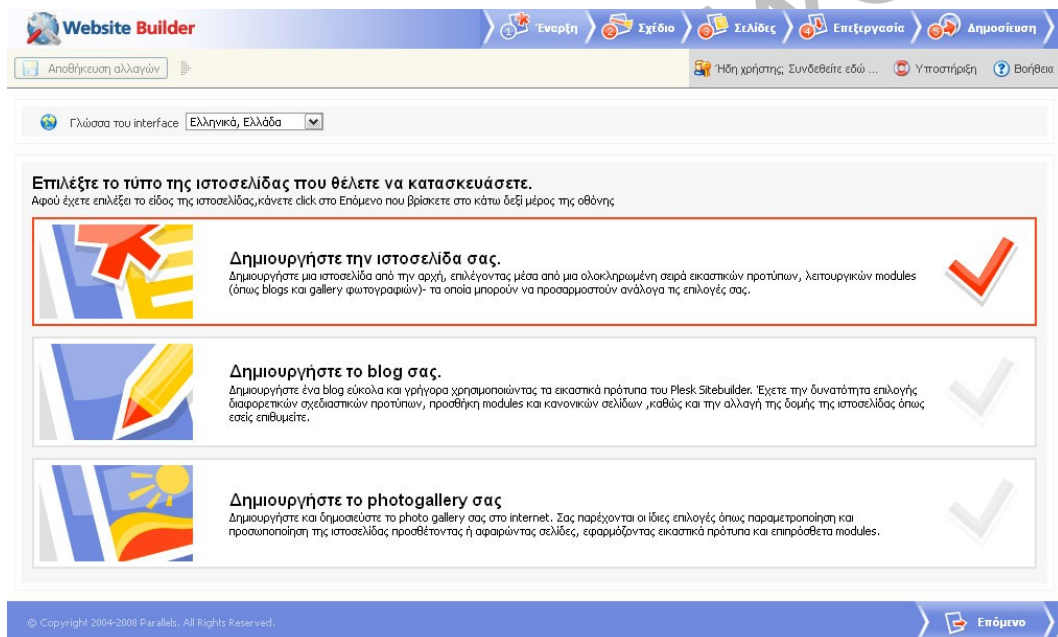 Website Builder
1 Έναρξη 2 Σχέδιο 3 Σελίδες 4 Επεξεργασία 5 Δημοσίευση
Αποθήκευση αλλαγών
Ήδη χρήστης; Συνδεθείτε εδώ ... Υποστήριξη Βοήθεια
Γλώσσα του interface Ελληνικά, Ελλάδα
Επιλέξτε το τύπο της ιστοσελίδας που θέλετε να κατασκευάσετε.
Αφού έχετε επιλέξει το είδος της ιστοσελίδας,κάνετε click στο Επόμενο που βρίσκετε στο κάτω δεξί μέρος της οθόνης
Δημιουργήστε την ιστοσελίδα σας.
Δημιουργήστε μια ιστοσελίδα από την αρχή, επιλέγοντας μέσα από μια ολοκληρωμένη σειρά εικαστικών προτύπων, λειτουργικών modules
(όπως blogs και gallery φωτογραφιών)- τα οποία μπορούν να προσαρμοστούν ανάλογα τις επιλογές σας.
Δημιουργήστε το blog σας.
Δημιουργήστε ένα blog εύκολα και γρήγορα χρησιμοποιώντας τα εικαστικά πρότυπα του Plesk Sitebuilder. Έχετε την δυνατότητα επιλογής
διαφορετικών σχεδιαστικών προτύπων, προσθήκη modules και κανονικών σελίδων ,καθώς και την αλλαγή της δομής της ιστοσελίδας όπως
εσείς επιθυμείτε.
Δημιουργήστε το photogallery σας
Δημιουργήστε και δημοσιεύστε το photo gallery σας στο internet. Σας παρέχονται οι ίδιες επιλογές όπως παραμετροποίηση και
προσωποποίηση της ιστοσελίδας προσθέτοντας ή αφαιρώντας σελίδες, εφαρμόζοντας εικαστικά πρότυπα και επιπρόσθετα modules.
© Copyright 2004-2008 Parallels. All Rights Reserved.
Επόμενο